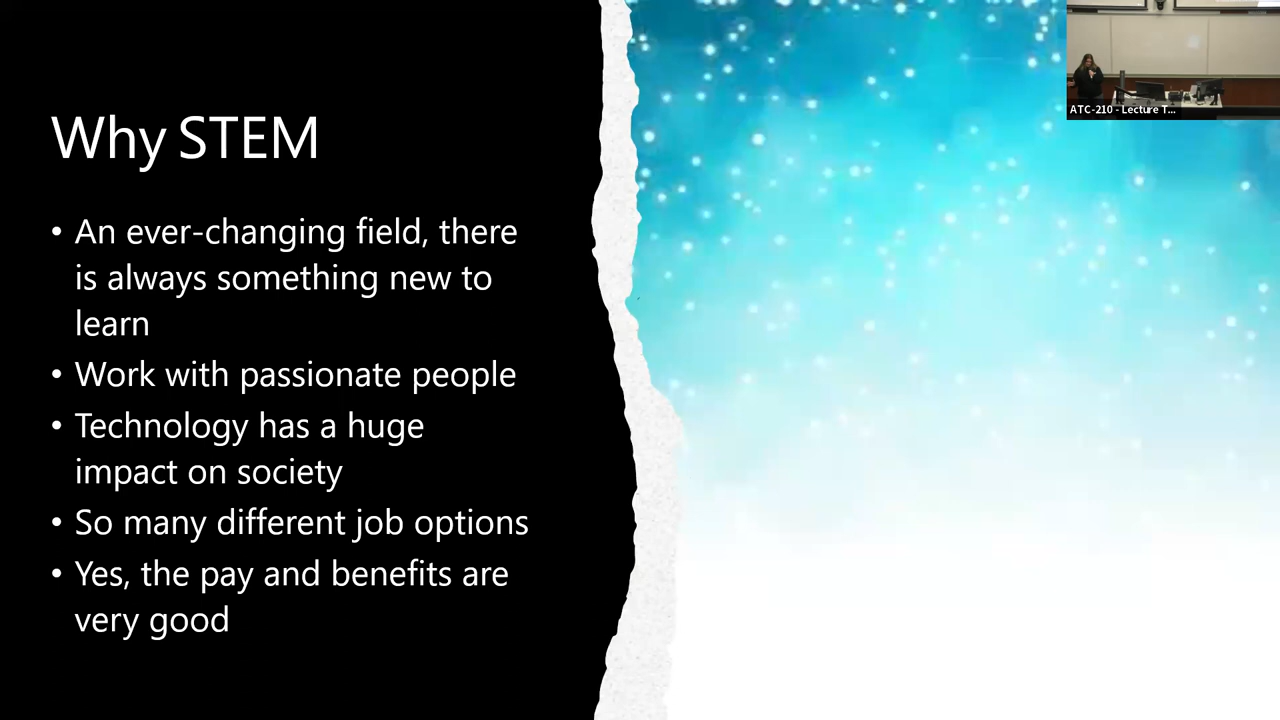 Why STEM
• An ever-changing field, there
is always something new to
learn
• Work with passionate people
• Technology has a huge
impact on society
• So many different job options
• Yes, the pay and benefits are
very good
ATC-210 - Lecture T...